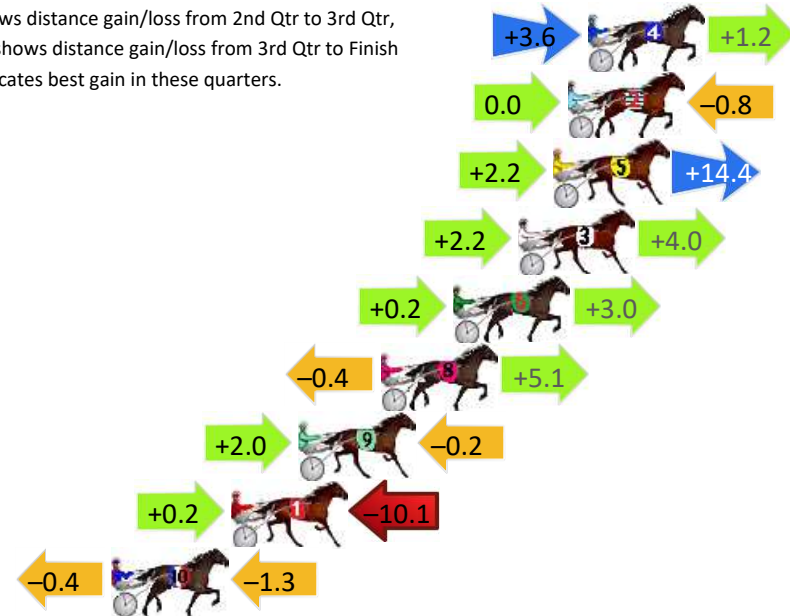 ws distance gain/loss from 2nd Qtr to 3rd Qtr,
shows distance gain/loss from 3rd Qtr to Finish
cates best gain in these quarters.
+3.6 4 +1.2
0.0 –0.8
+2.2 5 +14.4
+2.2 3 +4.0
+0.2 +3.0
–0.4 8 +5.1
+2.0 9 –0.2
+0.2 1 –10.1
–0.4 10 –1.3